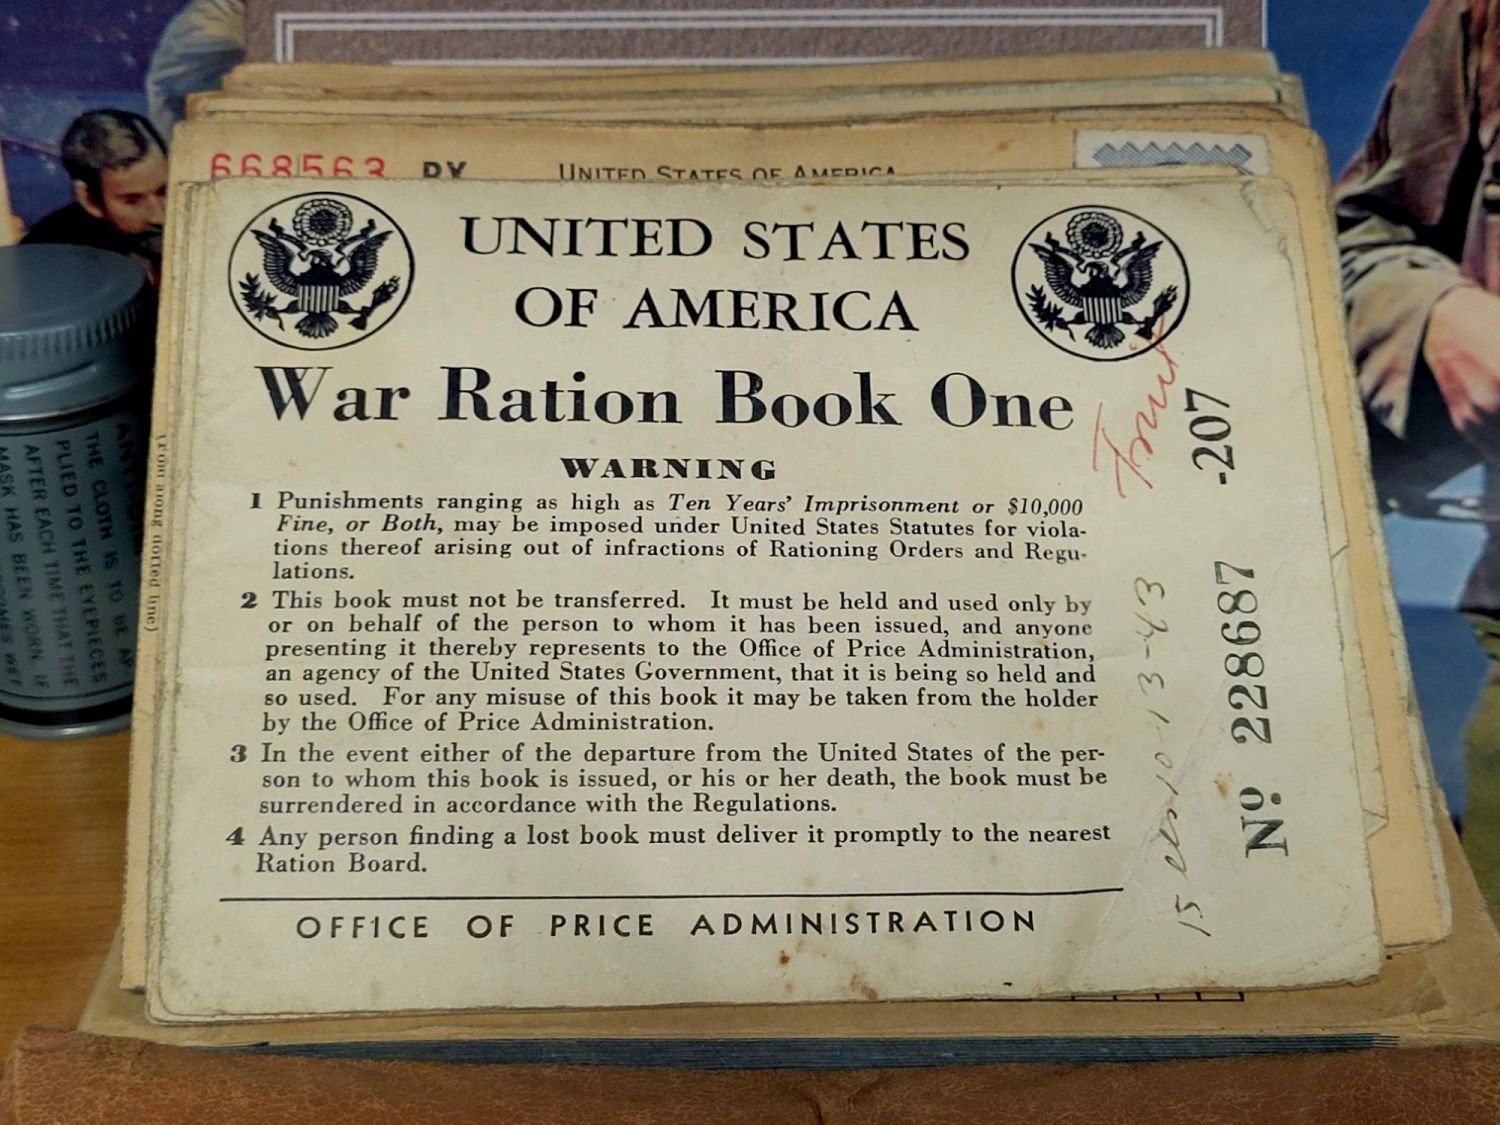 668563 RY UNITED STATES OF AMERICA
UNITED STATES
OF AMERICA
War Ration Book One
WARNING
1 Punishments ranging as high as Ten Years' Imprisonment or $10,000
Fine, or Both, may be imposed under United States Statutes for viola-
tions thereof arising out of infractions of Rationing Orders and Regu-
lations.
2 This book must not be transferred. It must be held and used only by
or on behalf of the person to whom it has been issued, and anyone
presenting it thereby represents to the Office of Price Administration,
an agency of the United States Government, that it is being so held and
so used. For any misuse of this book it may be taken from the holder
by the Office of Price Administration.
3 In the event either of the departure from the United States of the per-
son to whom this book is issued, or his or her death, the book must be
surrendered in accordance with the Regulations.
4 Any person finding a lost book must deliver it promptly to the nearest
Ration Board.
OFFICE OF PRICE ADMINISTRATION
Nº 228687 -207
15 10-13-43
along dotted line)
THE CLOTH IS TO BE AP
PLIED TO THE EYEPIECES
AFTER EACH TIME THAT THE
MASK HAS BEEN WORN IF